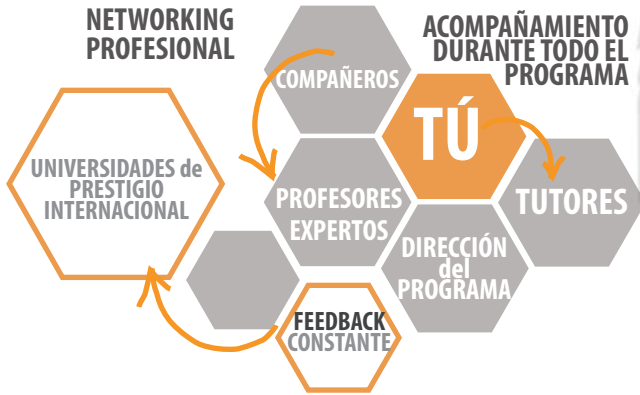 NETWORKING
PROFESIONAL
ACOMPAÑAMIENTO
DURANTE TODO EL
PROGRAMA
COMPAÑEROS
TÚ
UNIVERSIDADES de
PRESTIGIO
INTERNACIONAL
PROFESORES
EXPERTOS
TUTORES
DIRECCIÓN
del
PROGRAMA
FEEDBACK
CONSTANTE